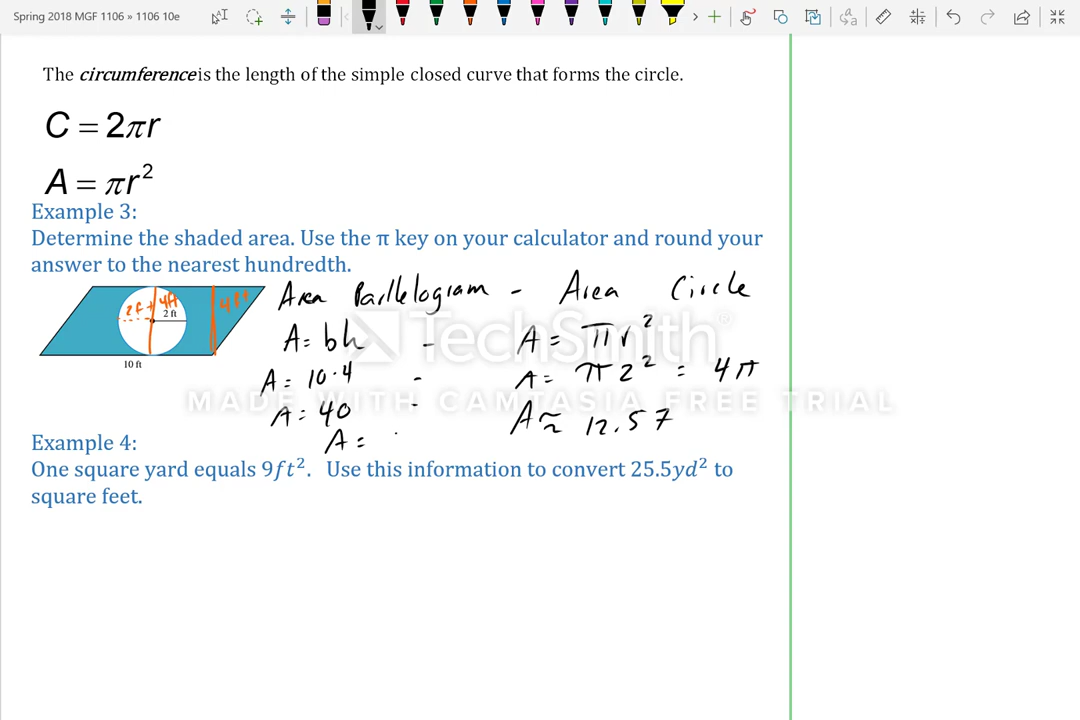 Spring 2018 MGF 1106 » 1106 10e
The circumference is the length of the simple closed curve that forms the circle.
C = 2πr
A = πr²
Example 3:
Determine the shaded area. Use the π key on your calculator and round your
answer to the nearest hundredth.
2ft 4ft 4ft
2 ft
10 ft
Area Parllelogram - Area Circle
A = bh - A = πr²
A = 10·4 - A = π2² = 4π
A = 40 - A ≈ 12.57
A =
TechSmith®
MADE WITH CAMTASIA FREE TRIAL
Example 4:
One square yard equals 9ft². Use this information to convert 25.5yd² to
square feet.